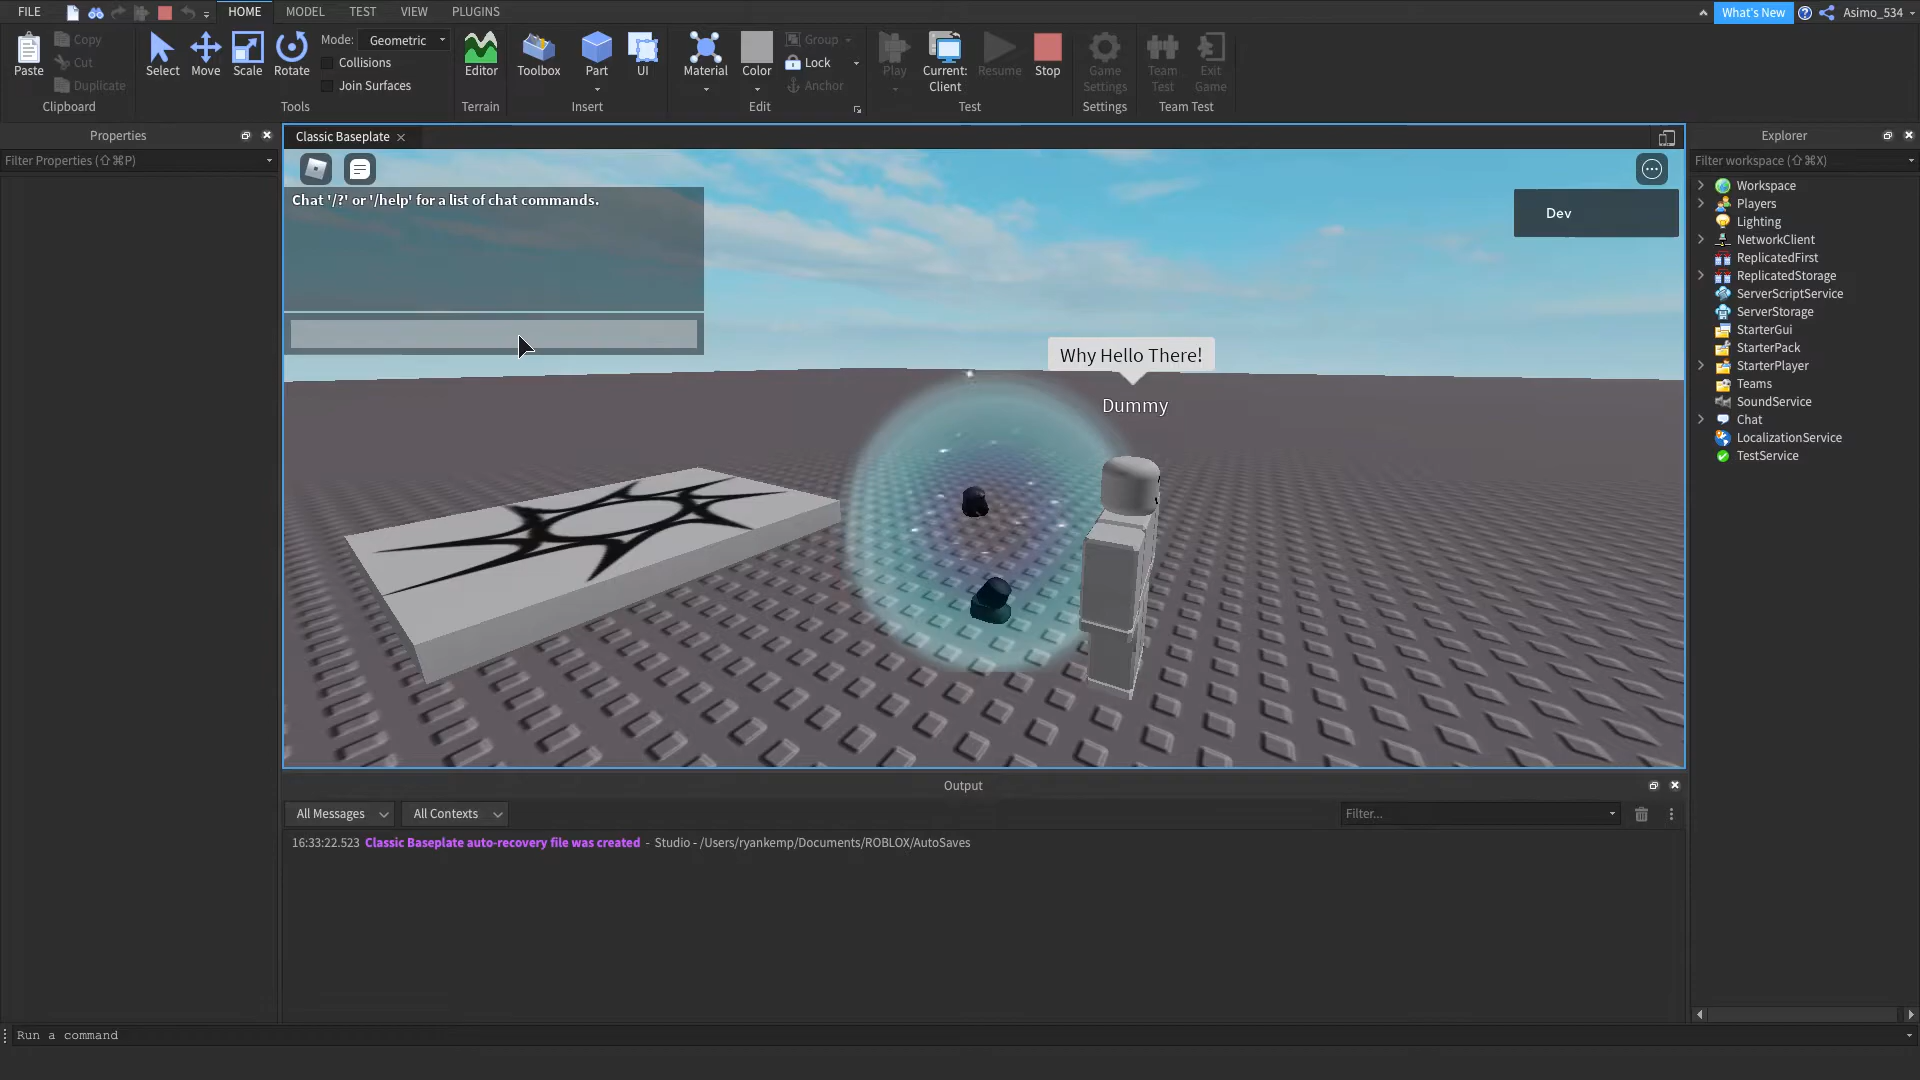 FILE
HOME
MODEL
TEST
VIEW
PLUGINS
What's New
Asimo_534
Paste
Copy
Cut
Duplicate
Clipboard
Select
Move
Scale
Rotate
Mode:
Geometric
Collisions
Join Surfaces
Tools
Editor
Terrain
Toolbox
Part
UI
Insert
Material
Color
Group
Lock
Anchor
Edit
Play
Current:
Client
Resume
Stop
Test
Game
Settings
Settings
Team
Test
Exit
Game
Team Test
Properties
Filter Properties (⇧⌘P)
Classic Baseplate
Chat '/?' or '/help' for a list of chat commands.
Dev
Why Hello There!
Dummy
Explorer
Filter workspace (⇧⌘X)
Workspace
Players
Lighting
NetworkClient
ReplicatedFirst
ReplicatedStorage
ServerScriptService
ServerStorage
StarterGui
StarterPack
StarterPlayer
Teams
SoundService
Chat
LocalizationService
TestService
Output
All Messages
All Contexts
Filter...
16:33:22.523 Classic Baseplate auto-recovery file was created - Studio - /Users/ryankemp/Documents/ROBLOX/AutoSaves
Run a command